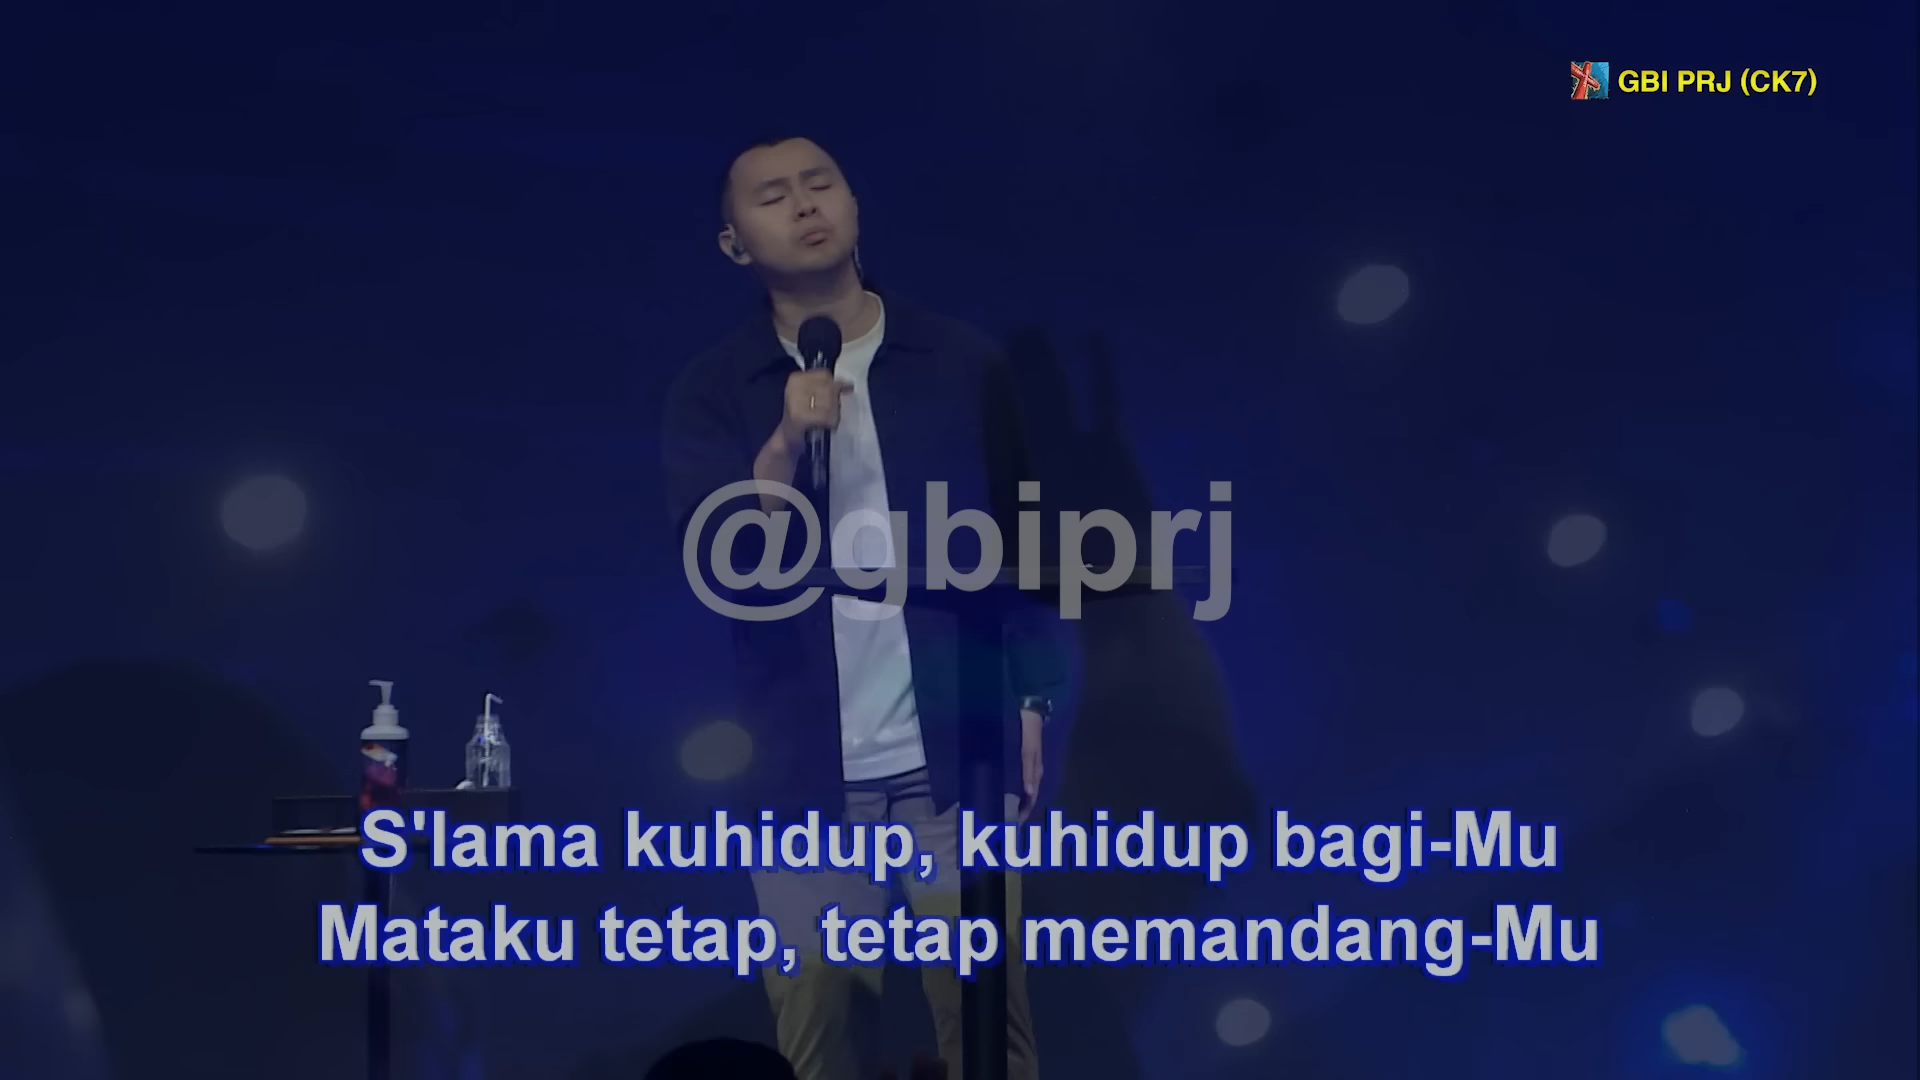 GBI PRJ (CK7)
@gbiprj
S'lama kuhidup, kuhidup bagi-Mu
Mataku tetap, tetap memandang-Mu